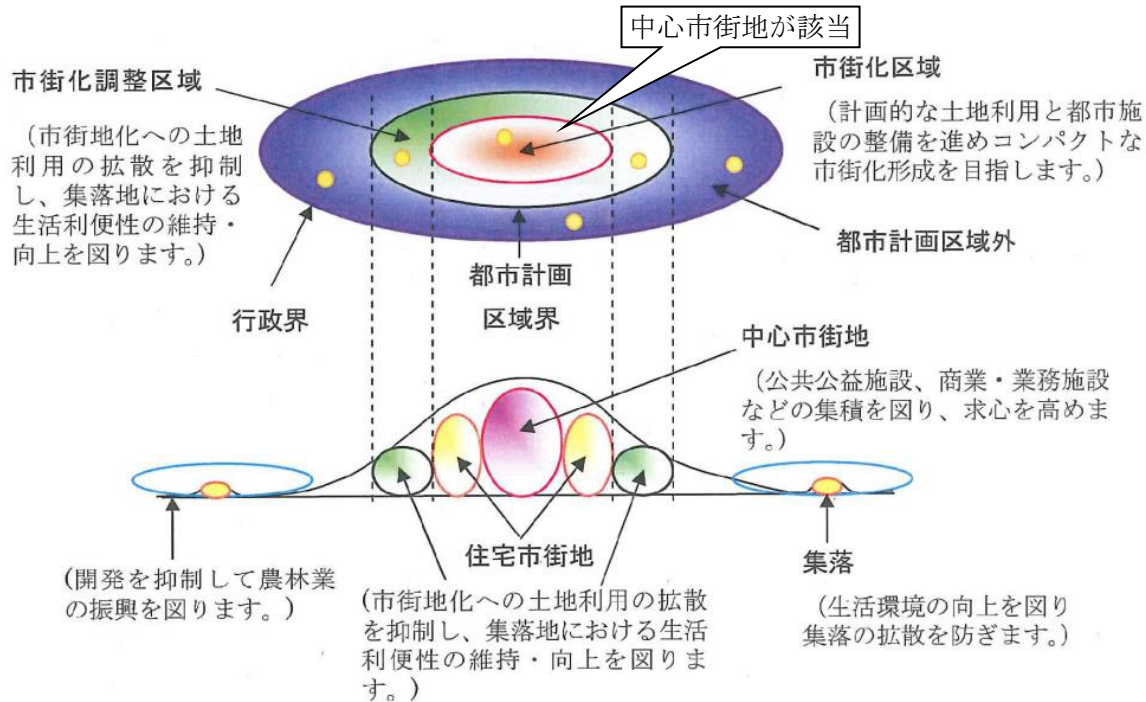 中心市街地が該当
市街化調整区域
(市街地化への土地
利用の拡散を抑制
し、集落地における
生活利便性の維持・
向上を図ります。)
市街化区域
(計画的な土地利用と都市施
設の整備を進めコンパクトな
市街化形成を目指します。)
都市計画区域外
行政界
都市計画
区域界
中心市街地
(公共公益施設、商業・業務施設
などの集積を図り、求心を高めま
す。)
住宅市街地
集落
(開発を抑制して農林業
の振興を図ります。)
(市街地化への土地利用の拡散
を抑制し、集落地における生活
利便性の維持・向上を図りま
す。)
(生活環境の向上を図り
集落の拡散を防ぎます。)